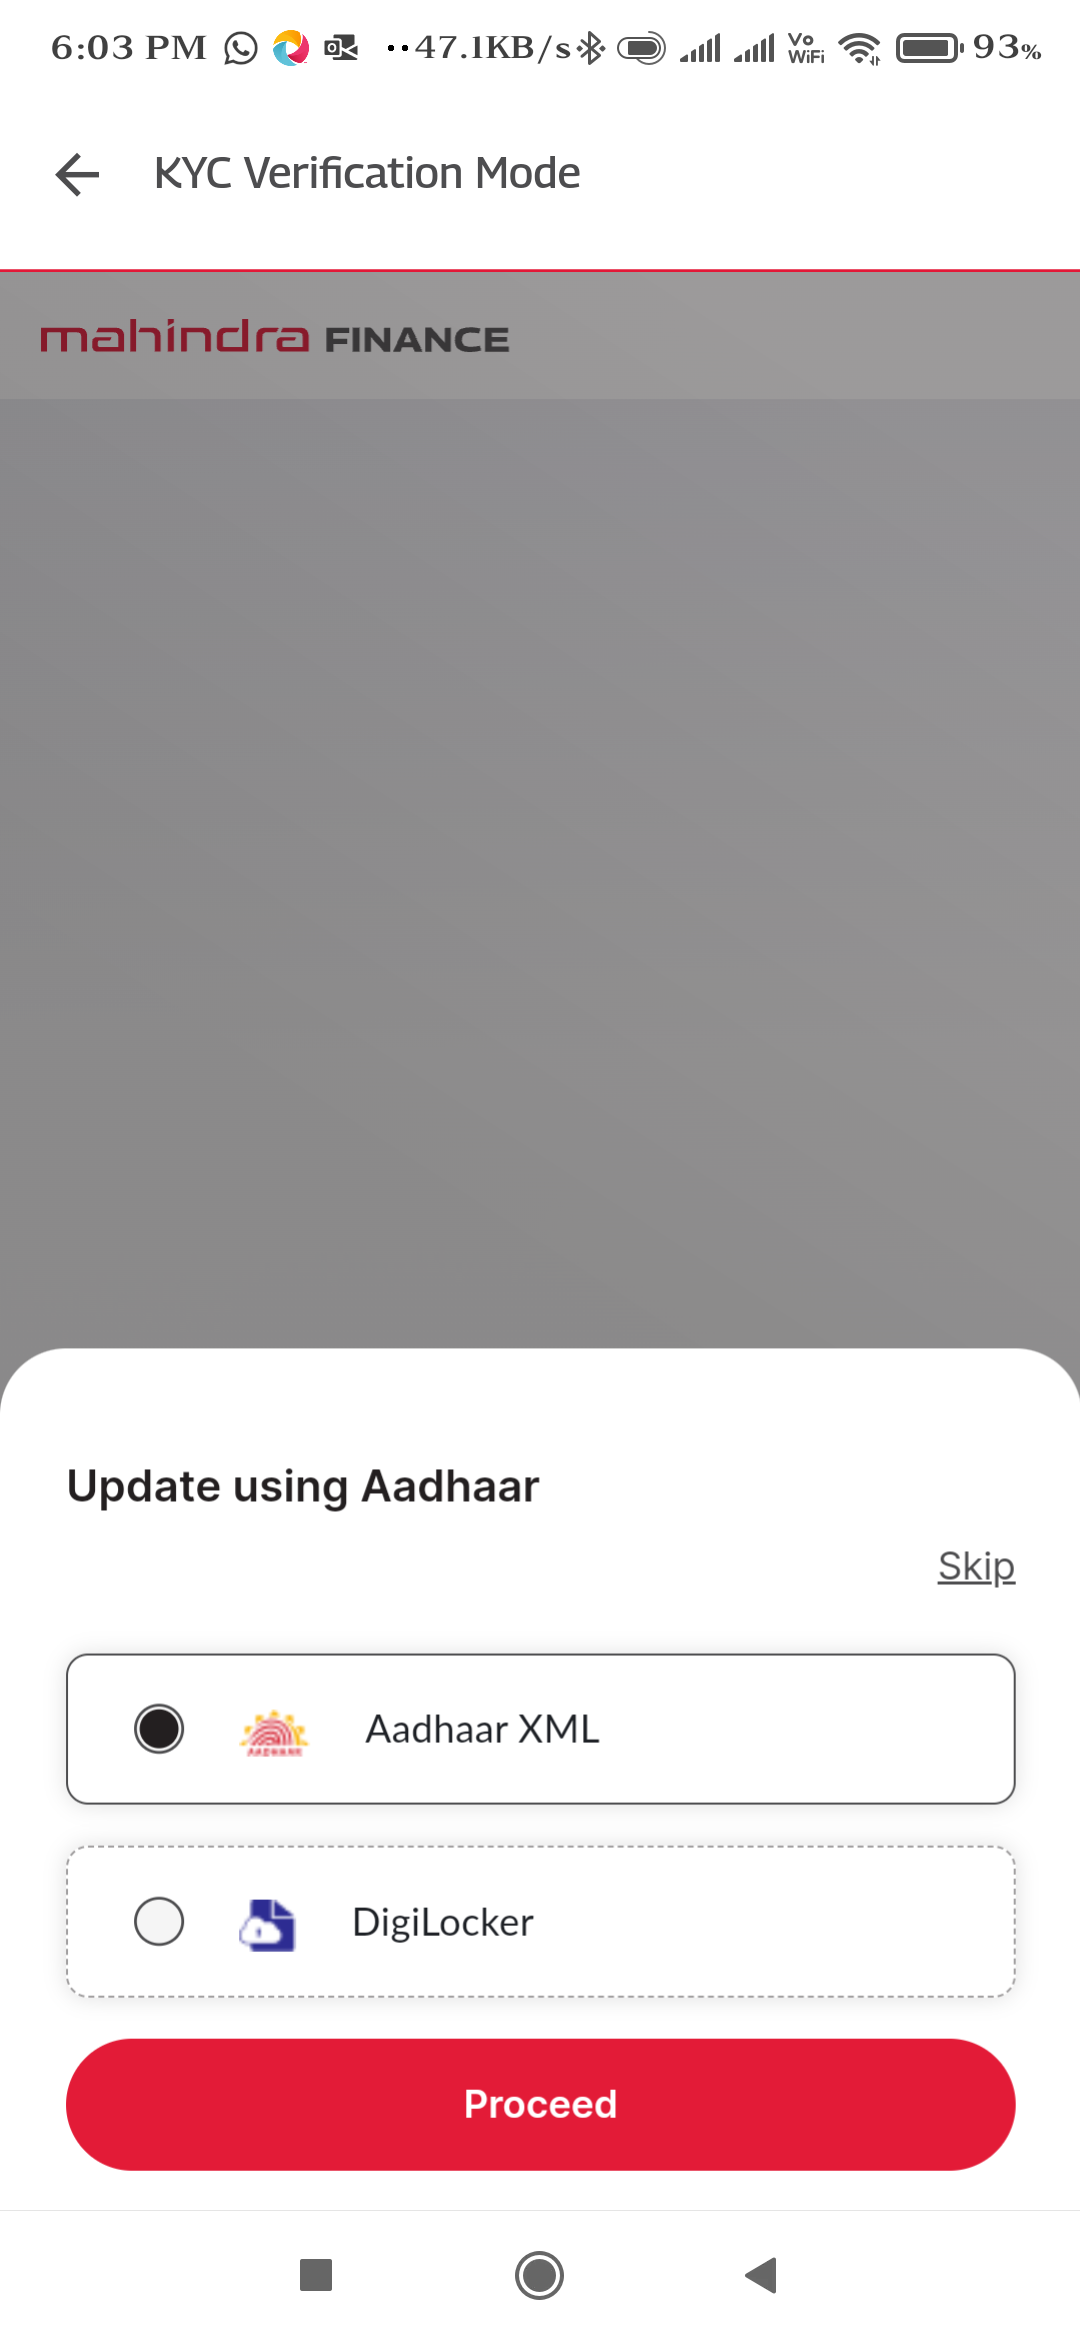 6:03 PM ··47.1KB/s Vo WiFi 93%
KYC Verification Mode
mahindra FINANCE
Update using Aadhaar
Skip
AADHAAR Aadhaar XML
DigiLocker
Proceed